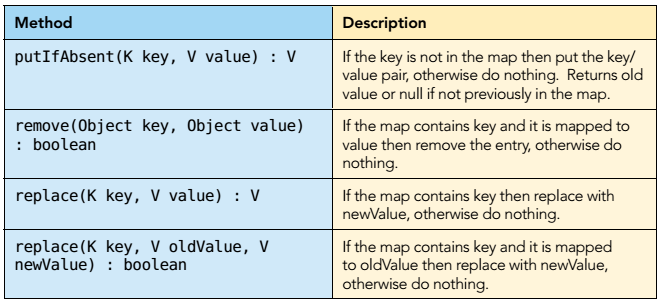 Method
Description
putIfAbsent(K key, V value) : V
If the key is not in the map then put the key/
value pair, otherwise do nothing. Returns old
value or null if not previously in the map.
remove(Object key, Object value)
: boolean
If the map contains key and it is mapped to
value then remove the entry, otherwise do
nothing.
replace(K key, V value) : V
If the map contains key then replace with
newValue, otherwise do nothing.
replace(K key, V oldValue, V
newValue) : boolean
If the map contains key and it is mapped
to oldValue then replace with newValue,
otherwise do nothing.